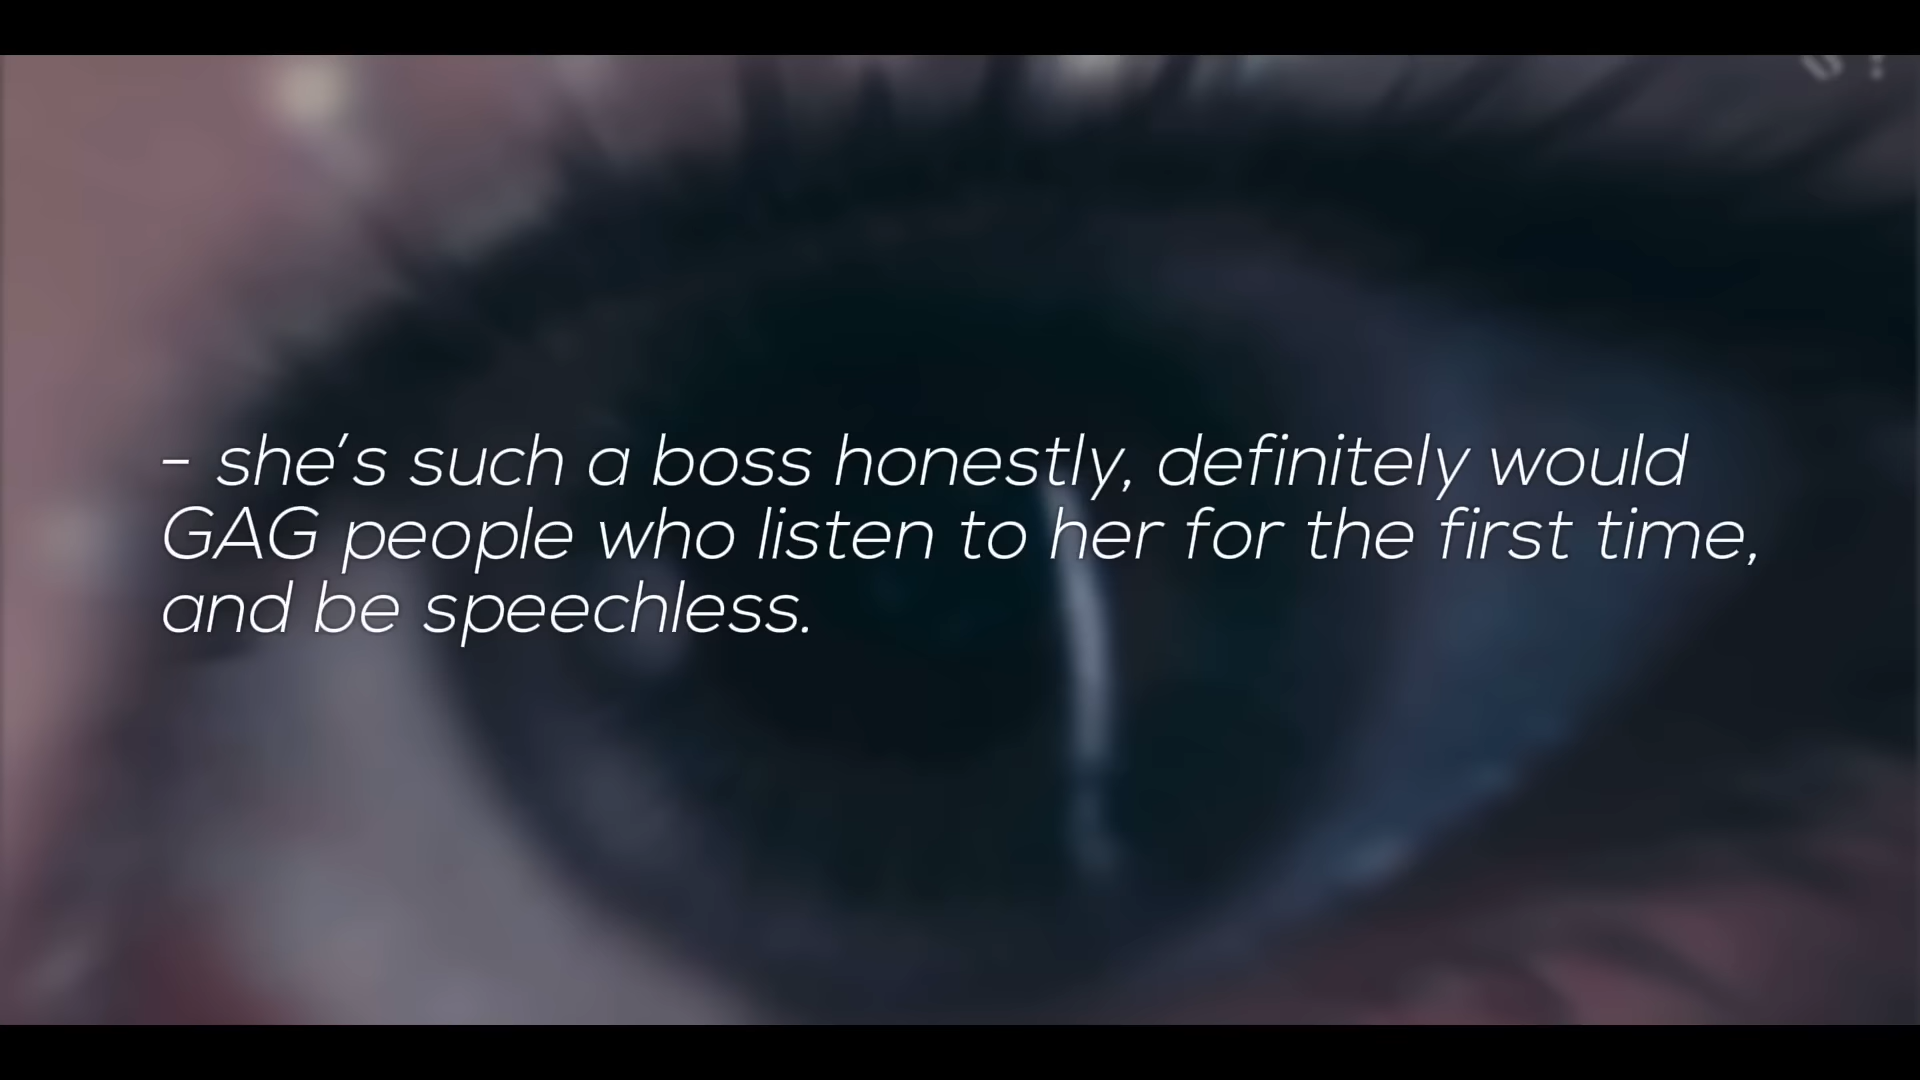 - she's such a boss honestly, definitely would
GAG people who listen to her for the first time,
and be speechless.